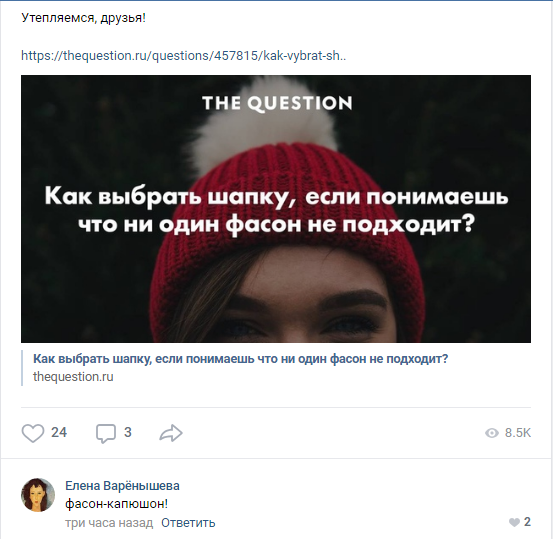 Утепляемся, друзья!
https://thequestion.ru/questions/457815/kak-vybrat-sh..
THE QUESTION
Как выбрать шапку, если понимаешь
что ни один фасон не подходит?
Как выбрать шапку, если понимаешь что ни один фасон не подходит?
thequestion.ru
24
3
8.5K
Елена Варёнышева
фасон-капюшон!
три часа назад Ответить
2